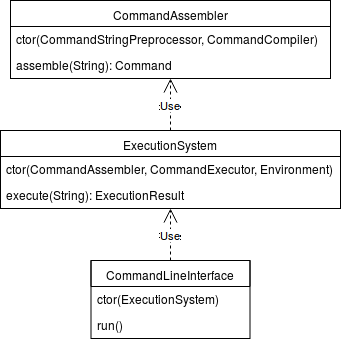 CommandAssembler
ctor(CommandStringPreprocessor, CommandCompiler)
assemble(String): Command
Use
ExecutionSystem
ctor(CommandAssembler, CommandExecutor, Environment)
execute(String): ExecutionResult
Use
CommandLineInterface
ctor(ExecutionSystem)
run()